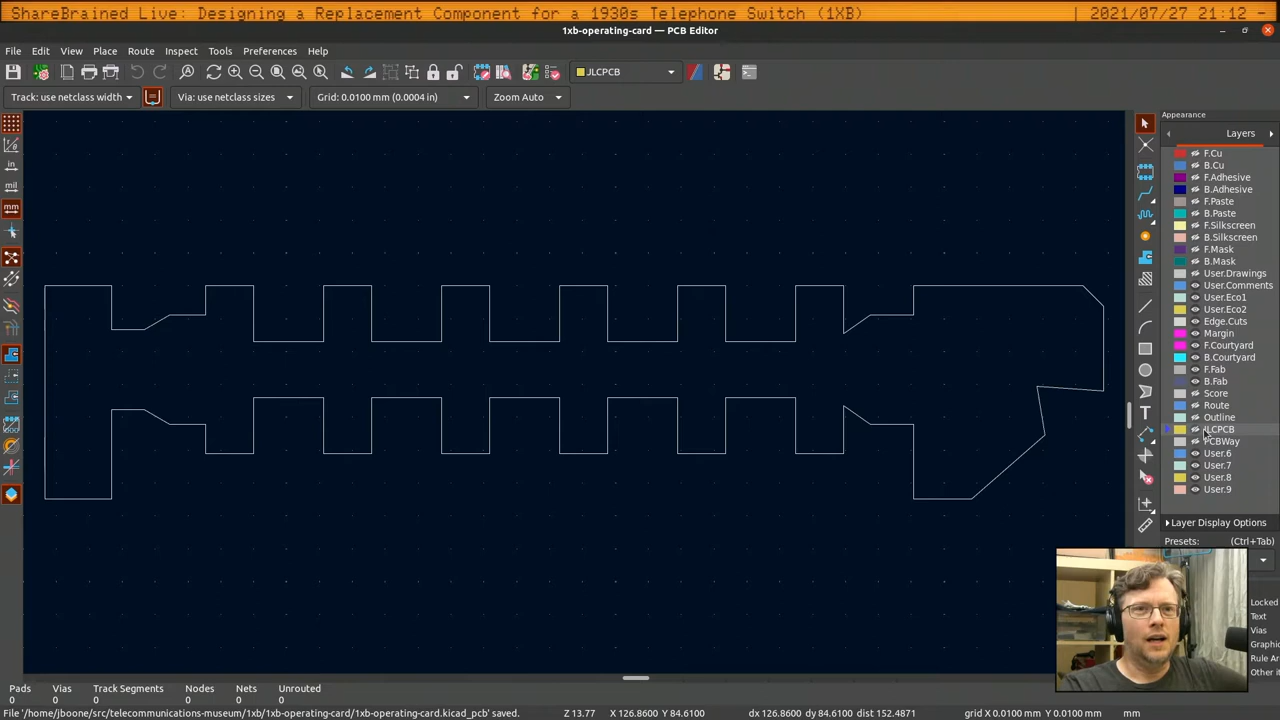 ShareBrained Live: Designing a Replacement Component for a 1930s Telephone Switch (1XB) | 2021/07/27 21:12 -
1xb-operating-card — PCB Editor
File Edit View Place Route Inspect Tools Preferences Help
JLCPCB
Track: use netclass width Via: use netclass sizes Grid: 0.0100 mm (0.0004 in) Zoom Auto
in
mil
mm
Appearance
Layers
F.Cu
B.Cu
F.Adhesive
B.Adhesive
F.Paste
B.Paste
F.Silkscreen
B.Silkscreen
F.Mask
B.Mask
User.Drawings
User.Comments
User.Eco1
User.Eco2
Edge.Cuts
Margin
F.Courtyard
B.Courtyard
F.Fab
B.Fab
Score
Route
Outline
JLCPCB
PCBWay
User.6
User.7
User.8
User.9
Layer Display Options
Presets: (Ctrl+Tab)
Locked
Text
Vias
Graphic
Rule Ar
Other it
Pads Vias Track Segments Nodes Nets Unrouted
0 0 0 0 0 0
File '/home/jboone/src/telecommunications-museum/1xb/1xb-operating-card/1xb-operating-card.kicad_pcb' saved. Z 13.77 X 126.8600 Y 84.6100 dx 126.8600 dy 84.6100 dist 152.4871 grid X 0.0100 Y 0.0100 mm